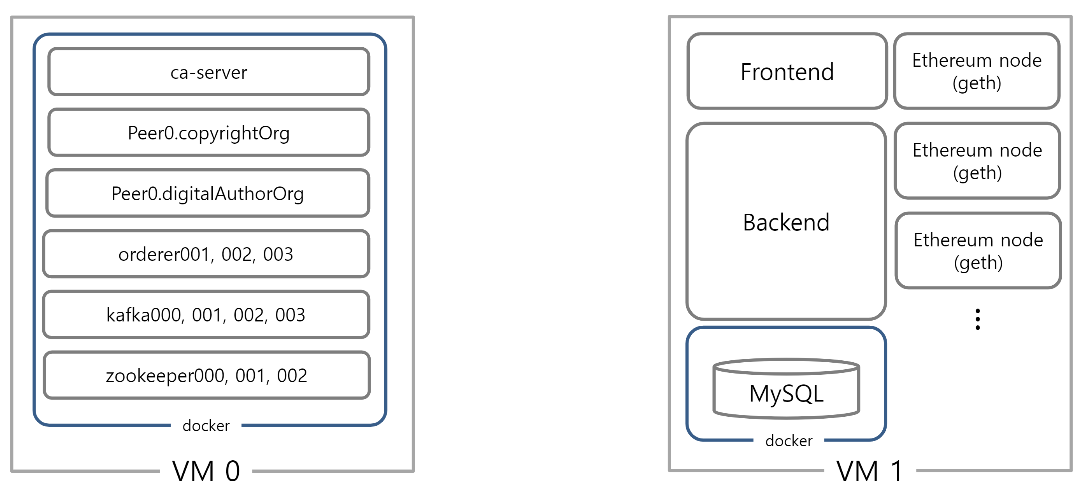 ca-server
Peer0.copyrightOrg
Peer0.digitalAuthorOrg
orderer001, 002, 003
kafka000, 001, 002, 003
zookeeper000, 001, 002
docker
VM 0
Frontend
Backend
MySQL
docker
Ethereum node
(geth)
Ethereum node
(geth)
Ethereum node
(geth)
VM 1